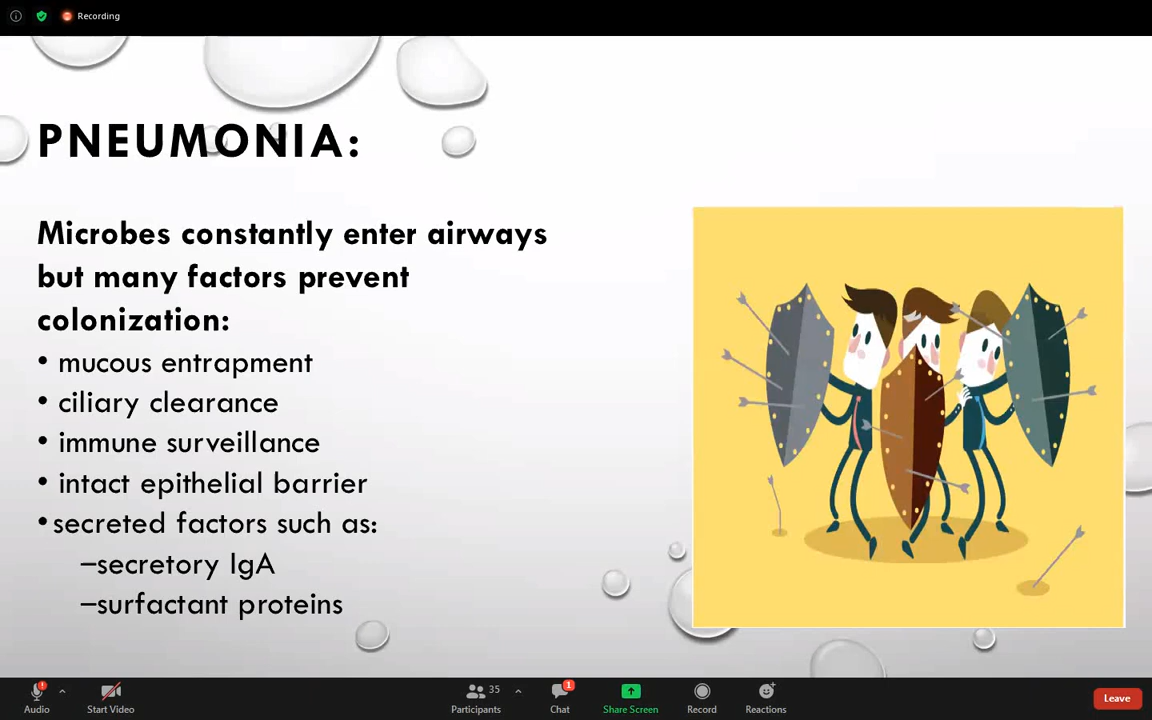 Recording
PNEUMONIA:
Microbes constantly enter airways
but many factors prevent
colonization:
• mucous entrapment
• ciliary clearance
• immune surveillance
• intact epithelial barrier
• secreted factors such as:
–secretory IgA
–surfactant proteins
Audio
Start Video
35
Participants
1
Chat
Share Screen
Record
Reactions
Leave